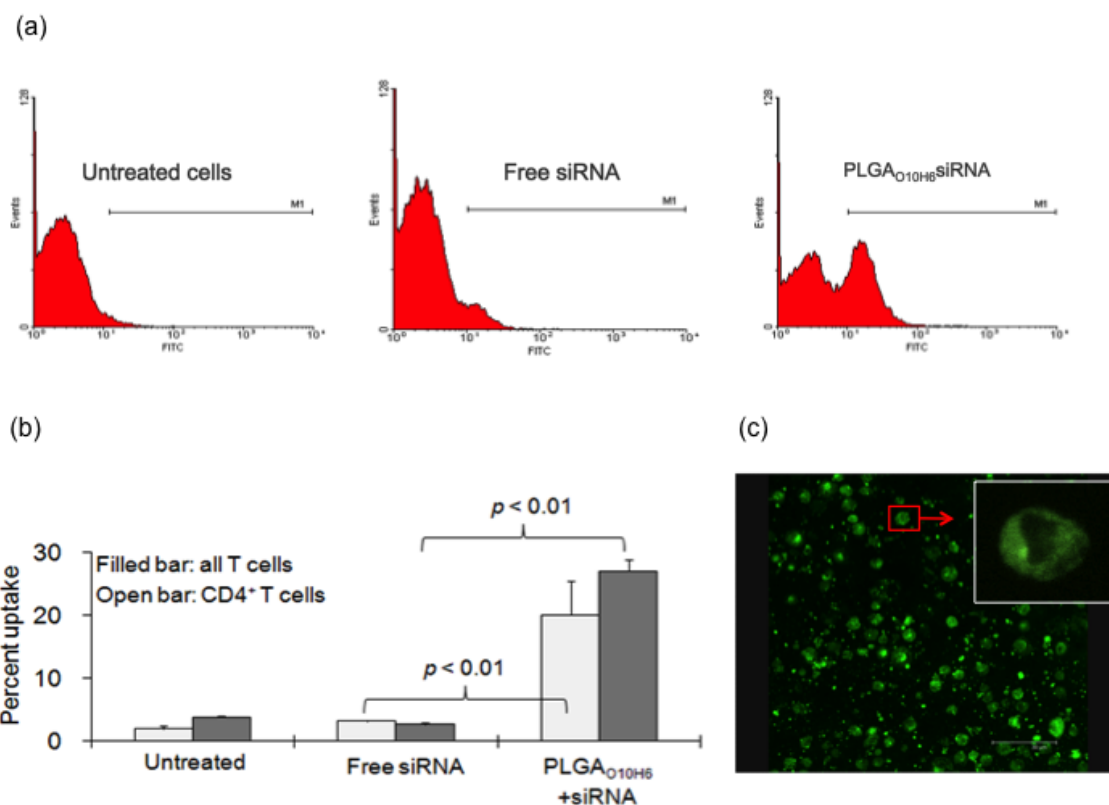 (a)
128
Events
0
Untreated cells
M1
10⁰ 10¹ 10² 10³ 10⁴
FITC
128
Events
0
Free siRNA
M1
10⁰ 10¹ 10² 10³ 10⁴
FITC
128
Events
0
PLGAO10H6siRNA
M1
10⁰ 10¹ 10² 10³ 10⁴
FITC
(b)
Percent uptake
30
20
10
0
Filled bar: all T cells
Open bar: CD4⁺ T cells
p < 0.01
p < 0.01
Untreated
Free siRNA
PLGAO10H6
+siRNA
(c)